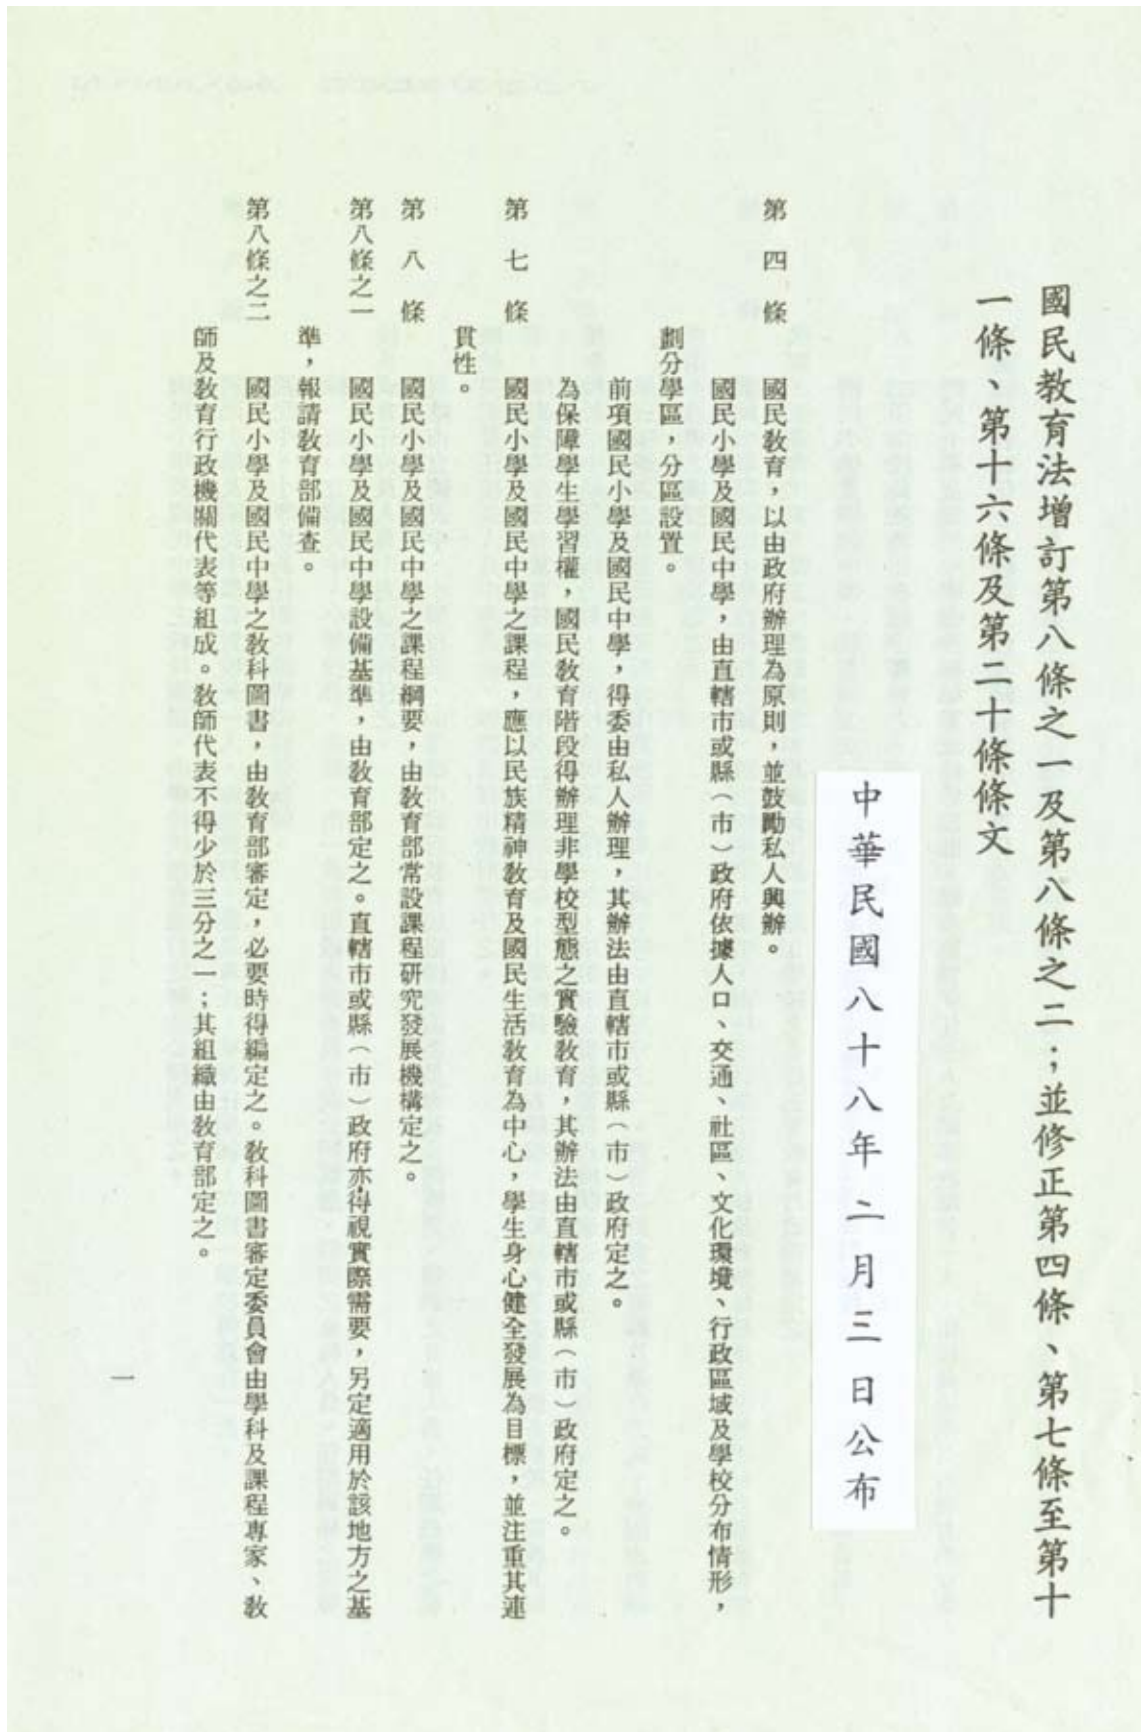 國民教育法增訂第八條之一及第八條之二；並修正第四條、第七條至第十
一條、第十六條及第二十條條文
中華民國八十八年二月三日公布
第四條　國民教育，以由政府辦理為原則，並鼓勵私人興辦。
國民小學及國民中學，由直轄市或縣（市）政府依據人口、交通、社區、文化環境、行政區域及學校分布情形，
劃分學區，分區設置。
前項國民小學及國民中學，得委由私人辦理，其辦法由直轄市或縣（市）政府定之。
為保障學生學習權，國民教育階段得辦理非學校型態之實驗教育，其辦法由直轄市或縣（市）政府定之。
第七條　國民小學及國民中學之課程，應以民族精神教育及國民生活教育為中心，學生身心健全發展為目標，並注重其連
貫性。
第八條　國民小學及國民中學之課程綱要，由教育部常設課程研究發展機構定之。
第八條之一　國民小學及國民中學設備基準，由教育部定之。直轄市或縣（市）政府亦得視實際需要，另定適用於該地方之基
準，報請教育部備查。
第八條之二　國民小學及國民中學之教科圖書，由教育部審定，必要時得編定之。教科圖書審定委員會由學科及課程專家、教
師及教育行政機關代表等組成。教師代表不得少於三分之一；其組織由教育部定之。
一